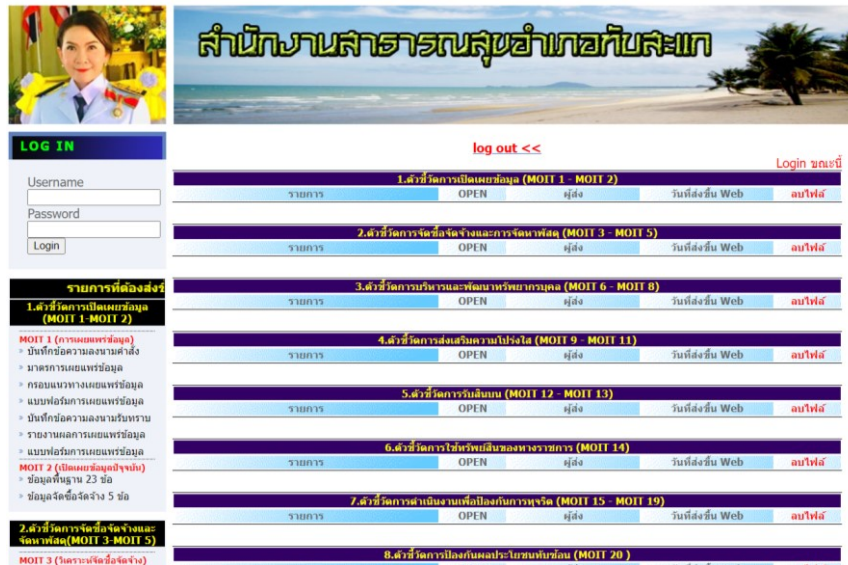 สำนักงานสาธารณสุขอำเภอทับสะแก
LOG IN
Username
Password
Login
รายการที่ต้องส่งข้
1.ตัวชี้วัดการเปิดเผยข้อมูล
(MOIT 1-MOIT 2)
MOIT 1 (การเผยแพร่ข้อมูล)
» บันทึกข้อความลงนามคำสั่ง
» มาตรการเผยแพร่ข้อมูล
» กรอบแนวทางเผยแพร่ข้อมูล
» แบบฟอร์มการเผยแพร่ข้อมูล
» บันทึกข้อความลงนามรับทราบ
» รายงานผลการเผยแพร่ข้อมูล
» แบบฟอร์มการเผยแพร่ข้อมูล
MOIT 2 (เปิดเผยข้อมูลปัจจุบัน)
» ข้อมูลพื้นฐาน 23 ข้อ
» ข้อมูลจัดซื้อจัดจ้าง 5 ข้อ
2.ตัวชี้วัดการจัดซื้อจัดจ้างและ
จัดหาพัสดุ(MOIT 3-MOIT 5)
MOIT 3 (วิเคราะห์จัดซื้อจัดจ้าง)
log out <<
Login ขณะนี้
1.ตัวชี้วัดการเปิดเผยข้อมูล (MOIT 1 - MOIT 2)
รายการ OPEN ผู้ส่ง วันที่ส่งขึ้น Web ลบไฟล์
2.ตัวชี้วัดการจัดซื้อจัดจ้างและการจัดหาพัสดุ (MOIT 3 - MOIT 5)
รายการ OPEN ผู้ส่ง วันที่ส่งขึ้น Web ลบไฟล์
3.ตัวชี้วัดการบริหารและพัฒนาทรัพยากรบุคล (MOIT 6 - MOIT 8)
รายการ OPEN ผู้ส่ง วันที่ส่งขึ้น Web ลบไฟล์
4.ตัวชี้วัดการส่งเสริมความโปร่งใส (MOIT 9 - MOIT 11)
รายการ OPEN ผู้ส่ง วันที่ส่งขึ้น Web ลบไฟล์
5.ตัวชี้วัดการรับสินบน (MOIT 12 - MOIT 13)
รายการ OPEN ผู้ส่ง วันที่ส่งขึ้น Web ลบไฟล์
6.ตัวชี้วัดการใช้ทรัพย์สินของทางราชการ (MOIT 14)
รายการ OPEN ผู้ส่ง วันที่ส่งขึ้น Web ลบไฟล์
7.ตัวชี้วัดการดำเนินงานเพื่อป้องกันการทุจริต (MOIT 15 - MOIT 19)
รายการ OPEN ผู้ส่ง วันที่ส่งขึ้น Web ลบไฟล์
8.ตัวชี้วัดการป้องกันผลประโยชนทับซ้อน (MOIT 20 )